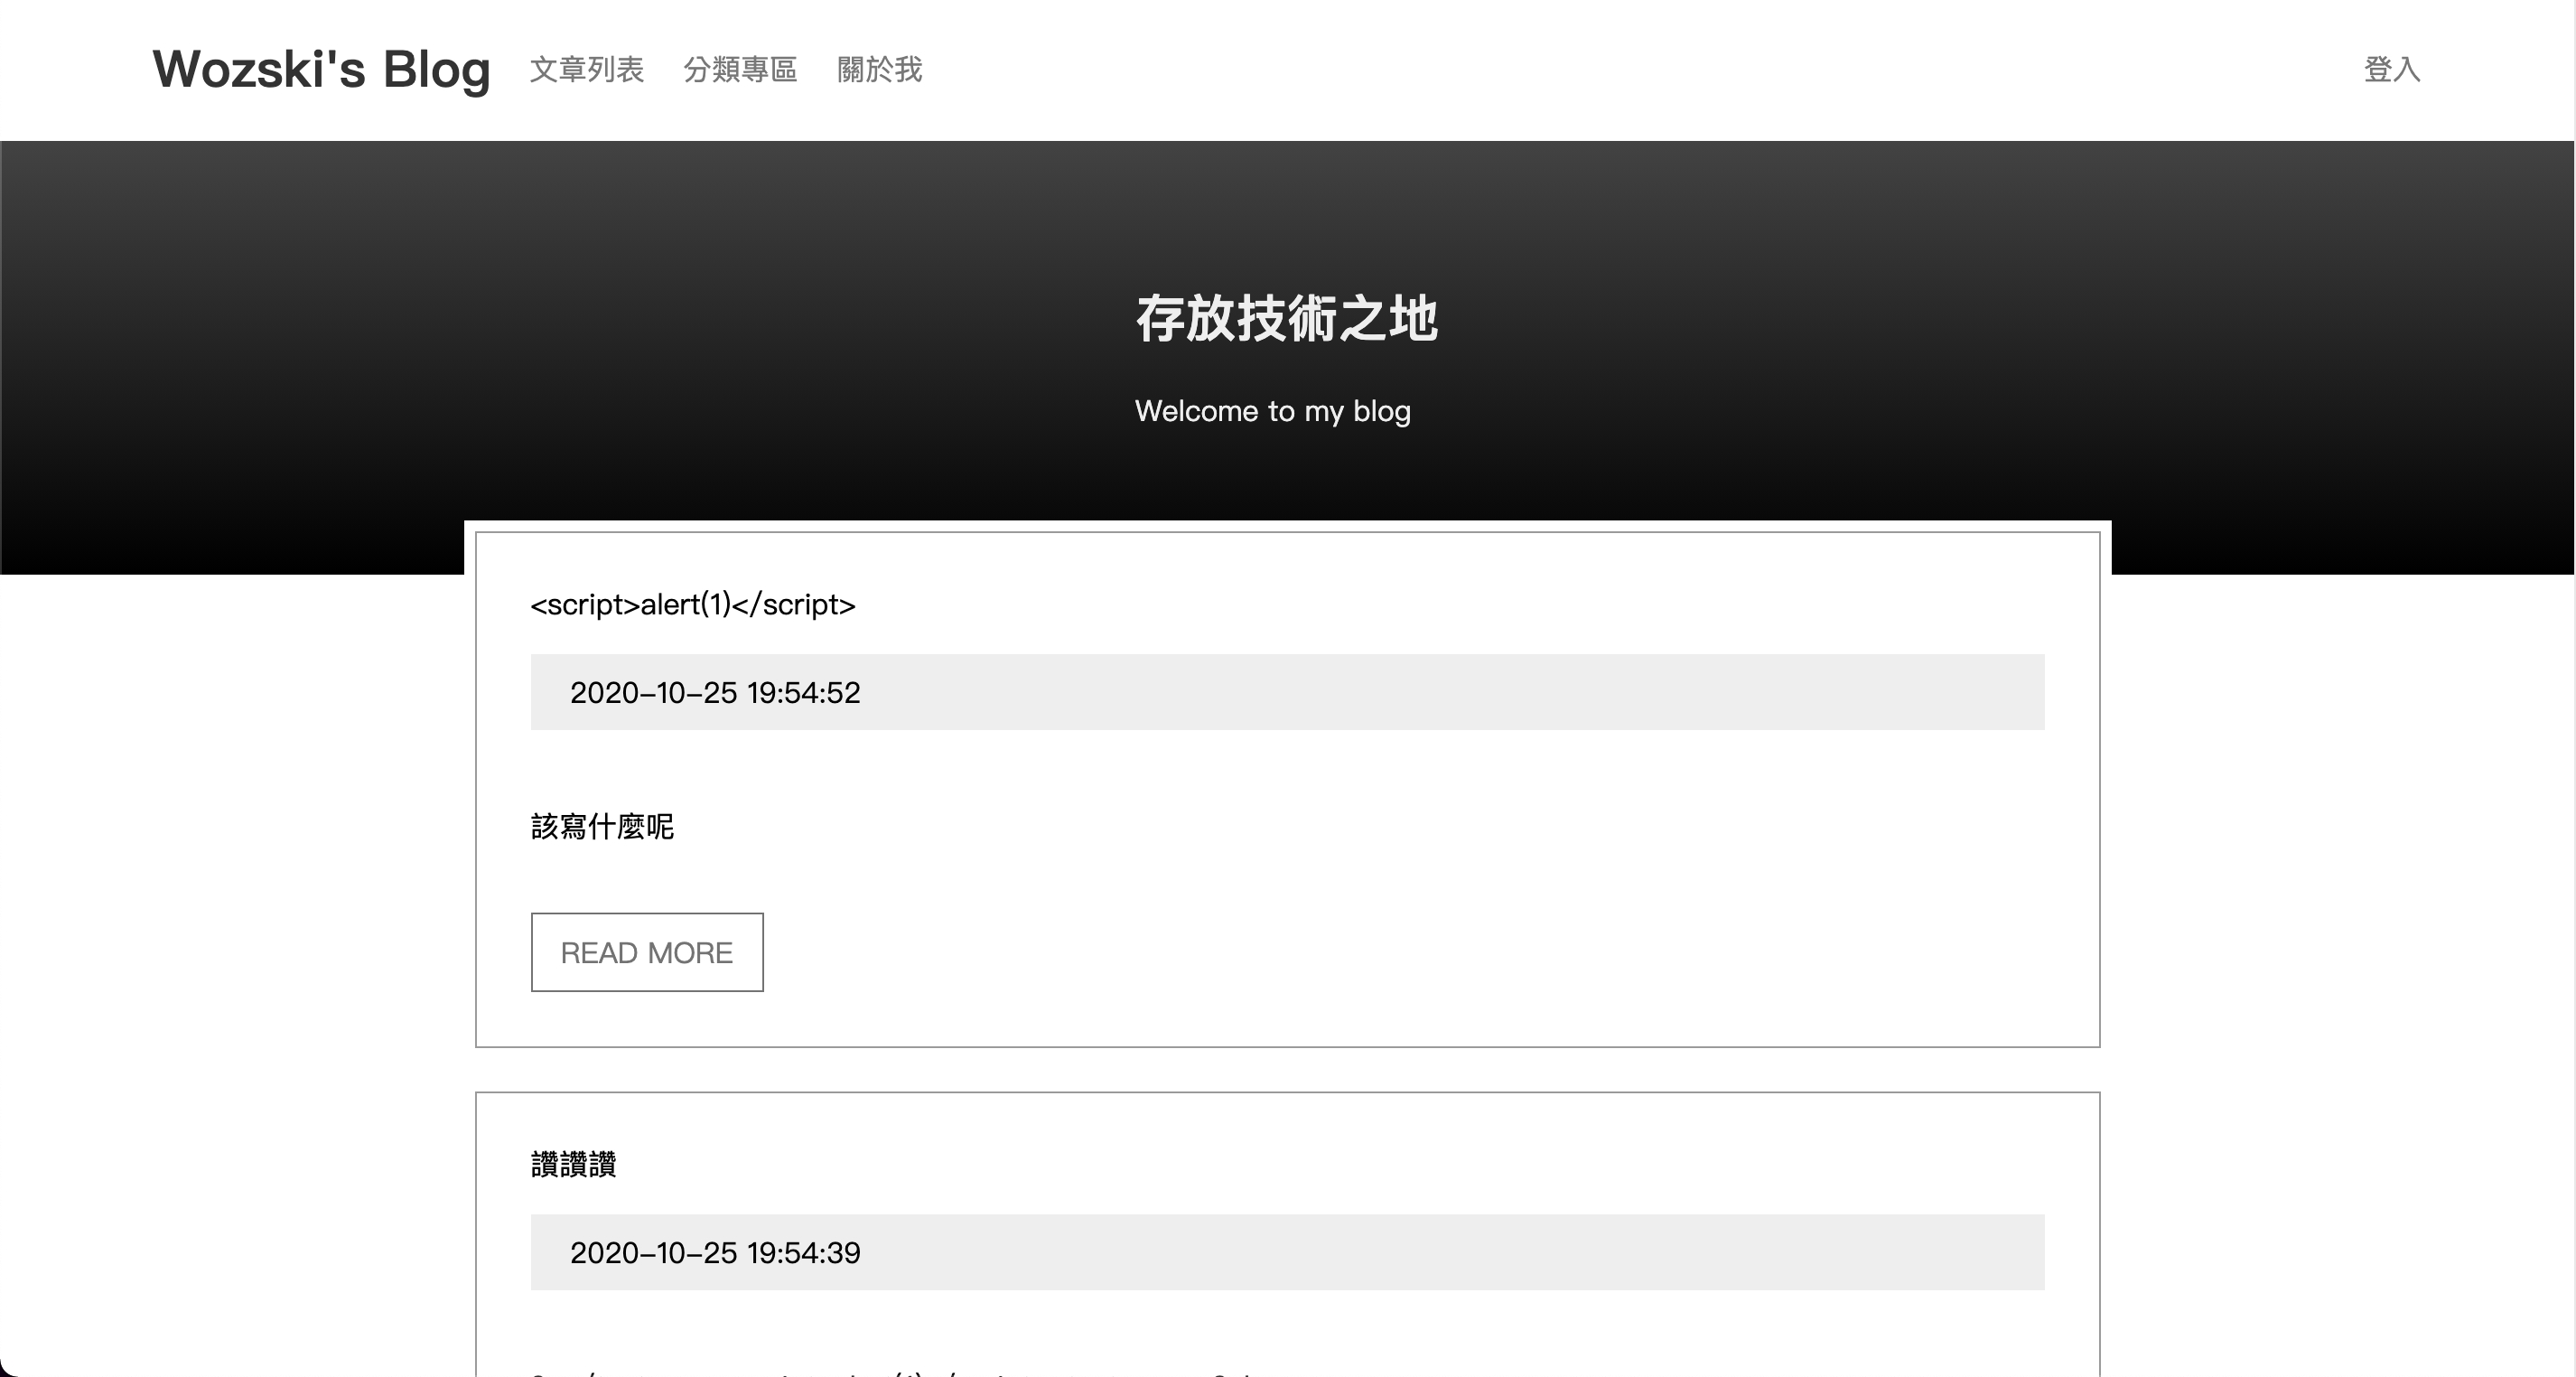 Wozski's Blog 文章列表 分類專區 關於我 登入
存放技術之地
Welcome to my blog
<script>alert(1)</script>
2020-10-25 19:54:52
該寫什麼呢
READ MORE
讚讚讚
2020-10-25 19:54:39